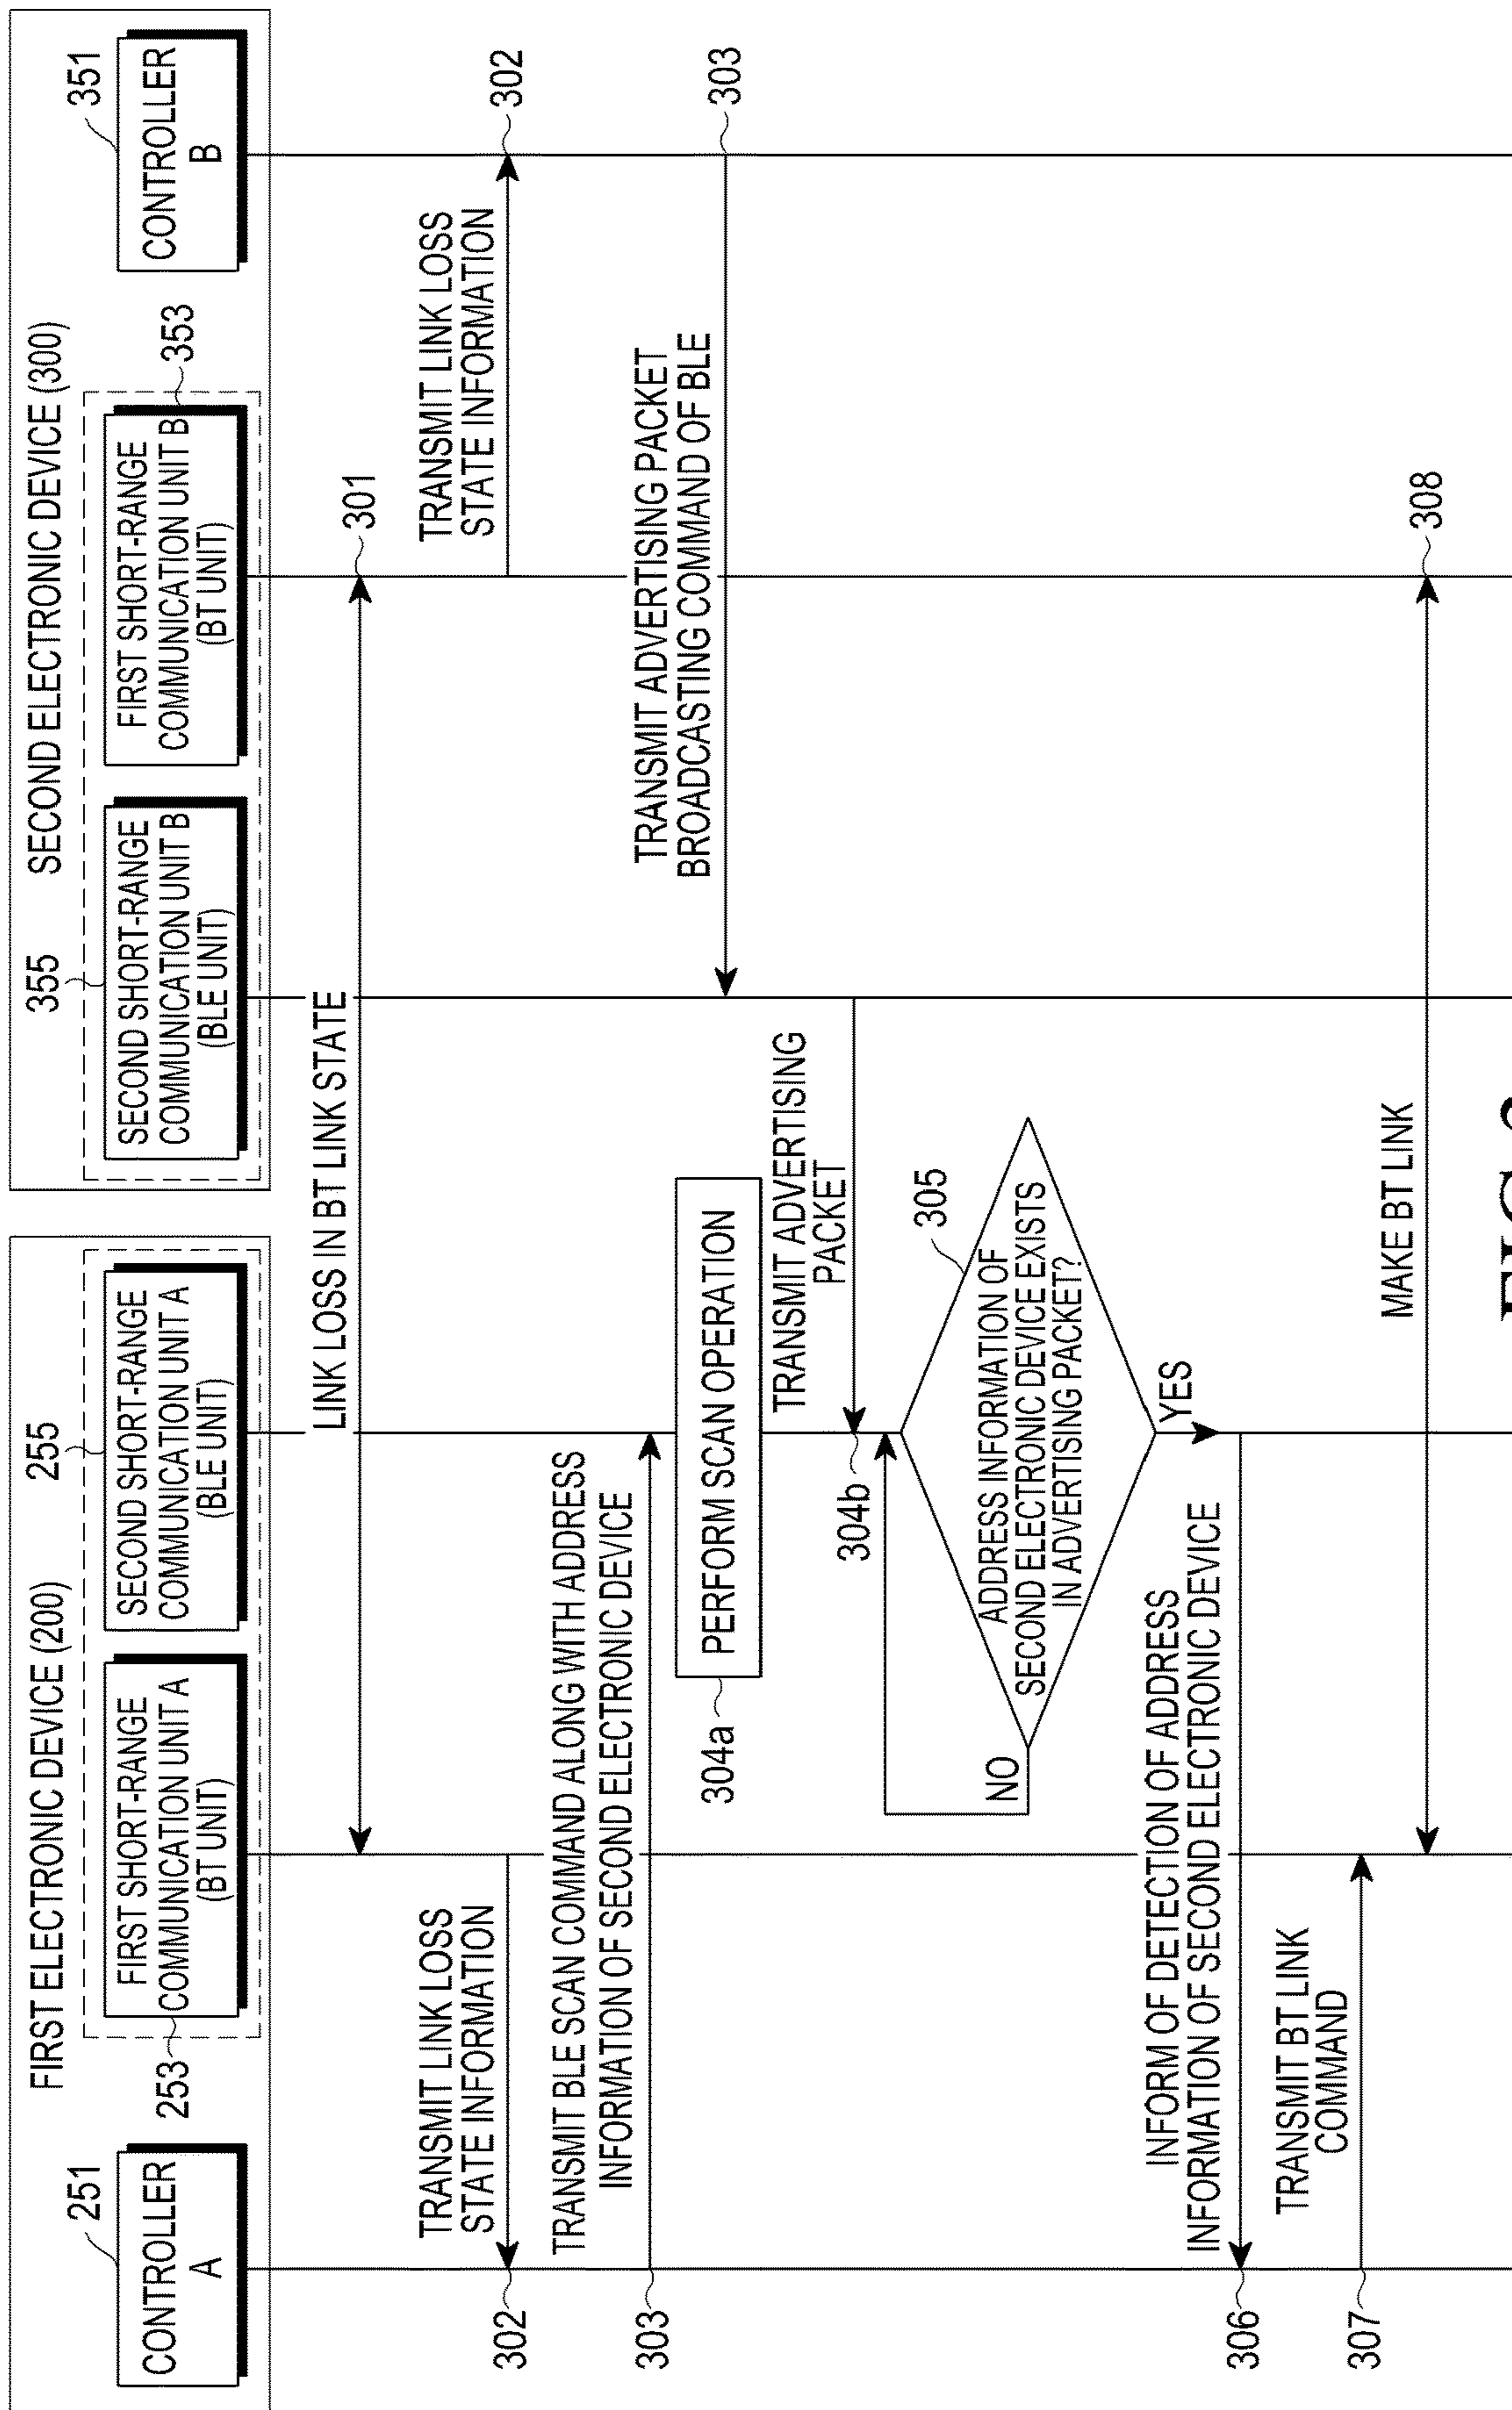 FIRST ELECTRONIC DEVICE (200)
SECOND ELECTRONIC DEVICE (300)
251
CONTROLLER
A
253
FIRST SHORT-RANGE
COMMUNICATION UNIT A
(BT UNIT)
255
SECOND SHORT-RANGE
COMMUNICATION UNIT A
(BLE UNIT)
355
SECOND SHORT-RANGE
COMMUNICATION UNIT B
(BLE UNIT)
353
FIRST SHORT-RANGE
COMMUNICATION UNIT B
(BT UNIT)
351
CONTROLLER
B
LINK LOSS IN BT LINK STATE
301
302
TRANSMIT LINK LOSS
STATE INFORMATION
TRANSMIT LINK LOSS
STATE INFORMATION
302
303
TRANSMIT BLE SCAN COMMAND ALONG WITH ADDRESS
INFORMATION OF SECOND ELECTRONIC DEVICE
TRANSMIT ADVERTISING PACKET
BROADCASTING COMMAND OF BLE
303
304a
PERFORM SCAN OPERATION
TRANSMIT ADVERTISING
PACKET
304b
305
ADDRESS INFORMATION OF
SECOND ELECTRONIC DEVICE EXISTS
IN ADVERTISING PACKET?
NO
YES
306
INFORM OF DETECTION OF ADDRESS
INFORMATION OF SECOND ELECTRONIC DEVICE
307
TRANSMIT BT LINK
COMMAND
MAKE BT LINK
308